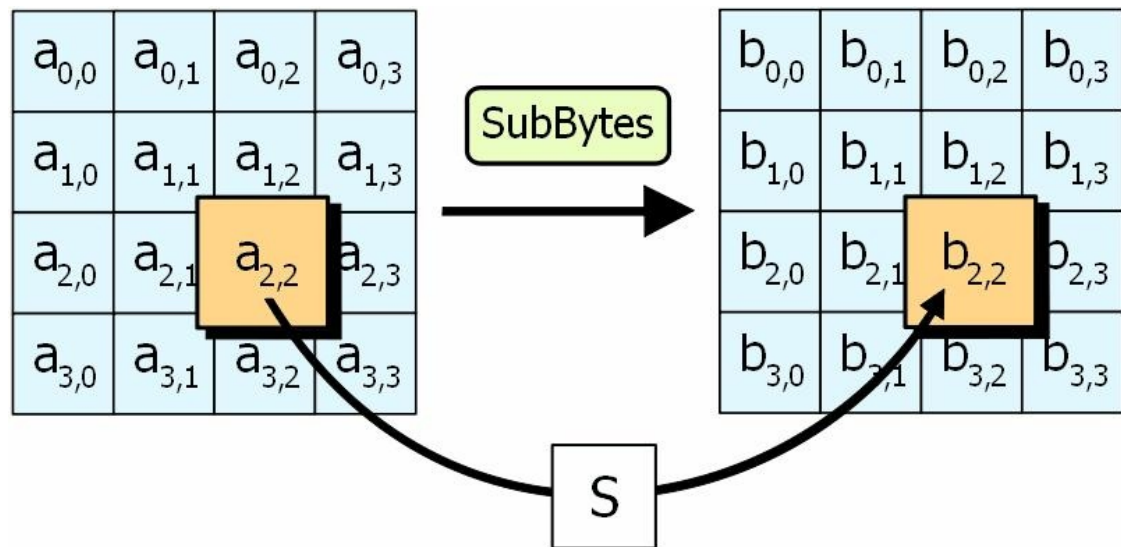 a0,0 a0,1 a0,2 a0,3
b0,0 b0,1 b0,2 b0,3
SubBytes
a1,0 a1,1 a1,2 a1,3
b1,0 b1,1 b1,2 b1,3
a2,0 a2,1 a2,2 a2,3
b2,0 b2,1 b2,2 b2,3
a3,0 a3,1 a3,2 a3,3
b3,0 b3,1 b3,2 b3,3
S